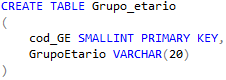 CREATE TABLE Grupo_etario
(
cod_GE SMALLINT PRIMARY KEY,
GrupoEtario VARCHAR(20)
)